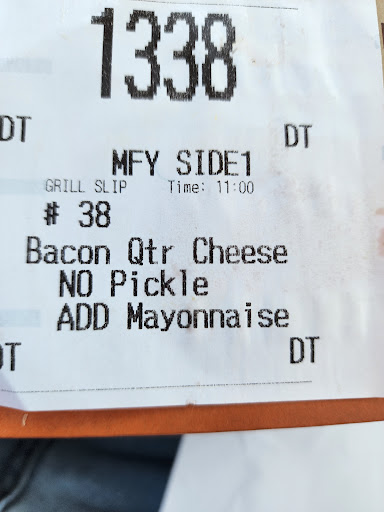 1338
DT DT
MFY SIDE1
GRILL SLIP Time: 11:00
# 38
Bacon Qtr Cheese
NO Pickle
ADD Mayonnaise
DT DT